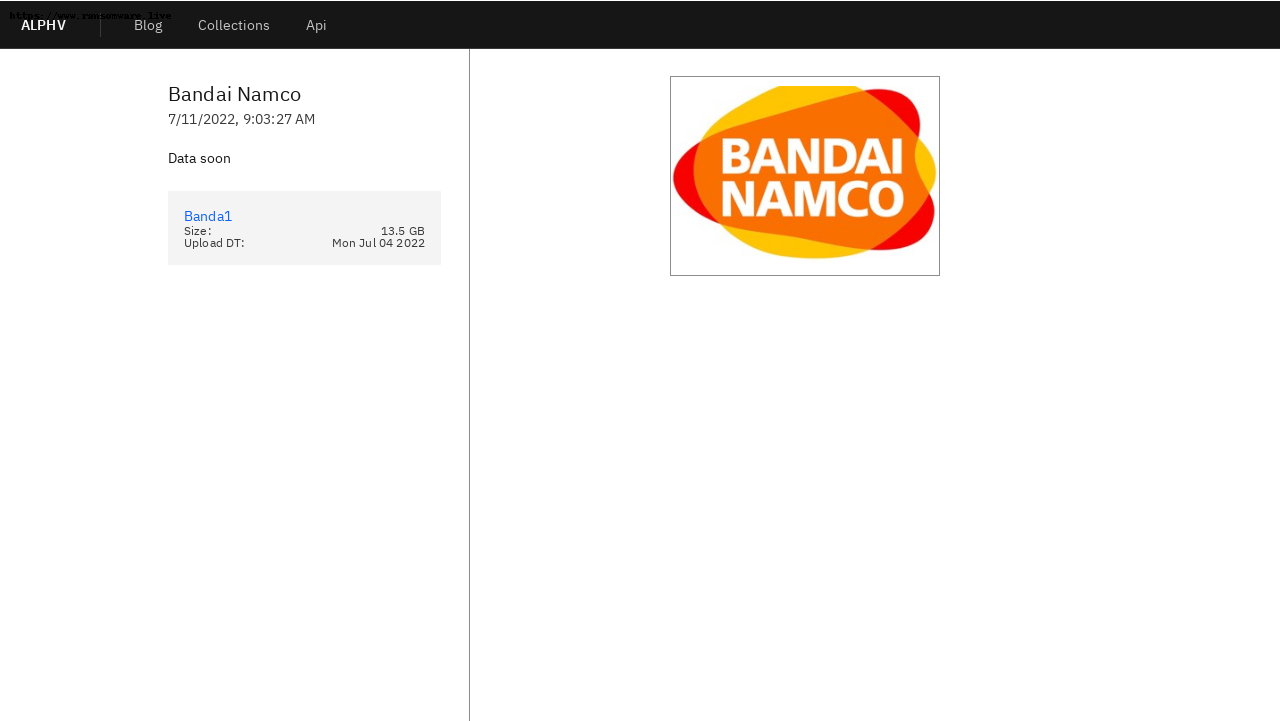 https://www.ransomware.live
ALPHV
Blog
Collections
Api
Bandai Namco
7/11/2022, 9:03:27 AM
Data soon
Banda1
Size: 13.5 GB
Upload DT: Mon Jul 04 2022
BANDAI
NAMCO